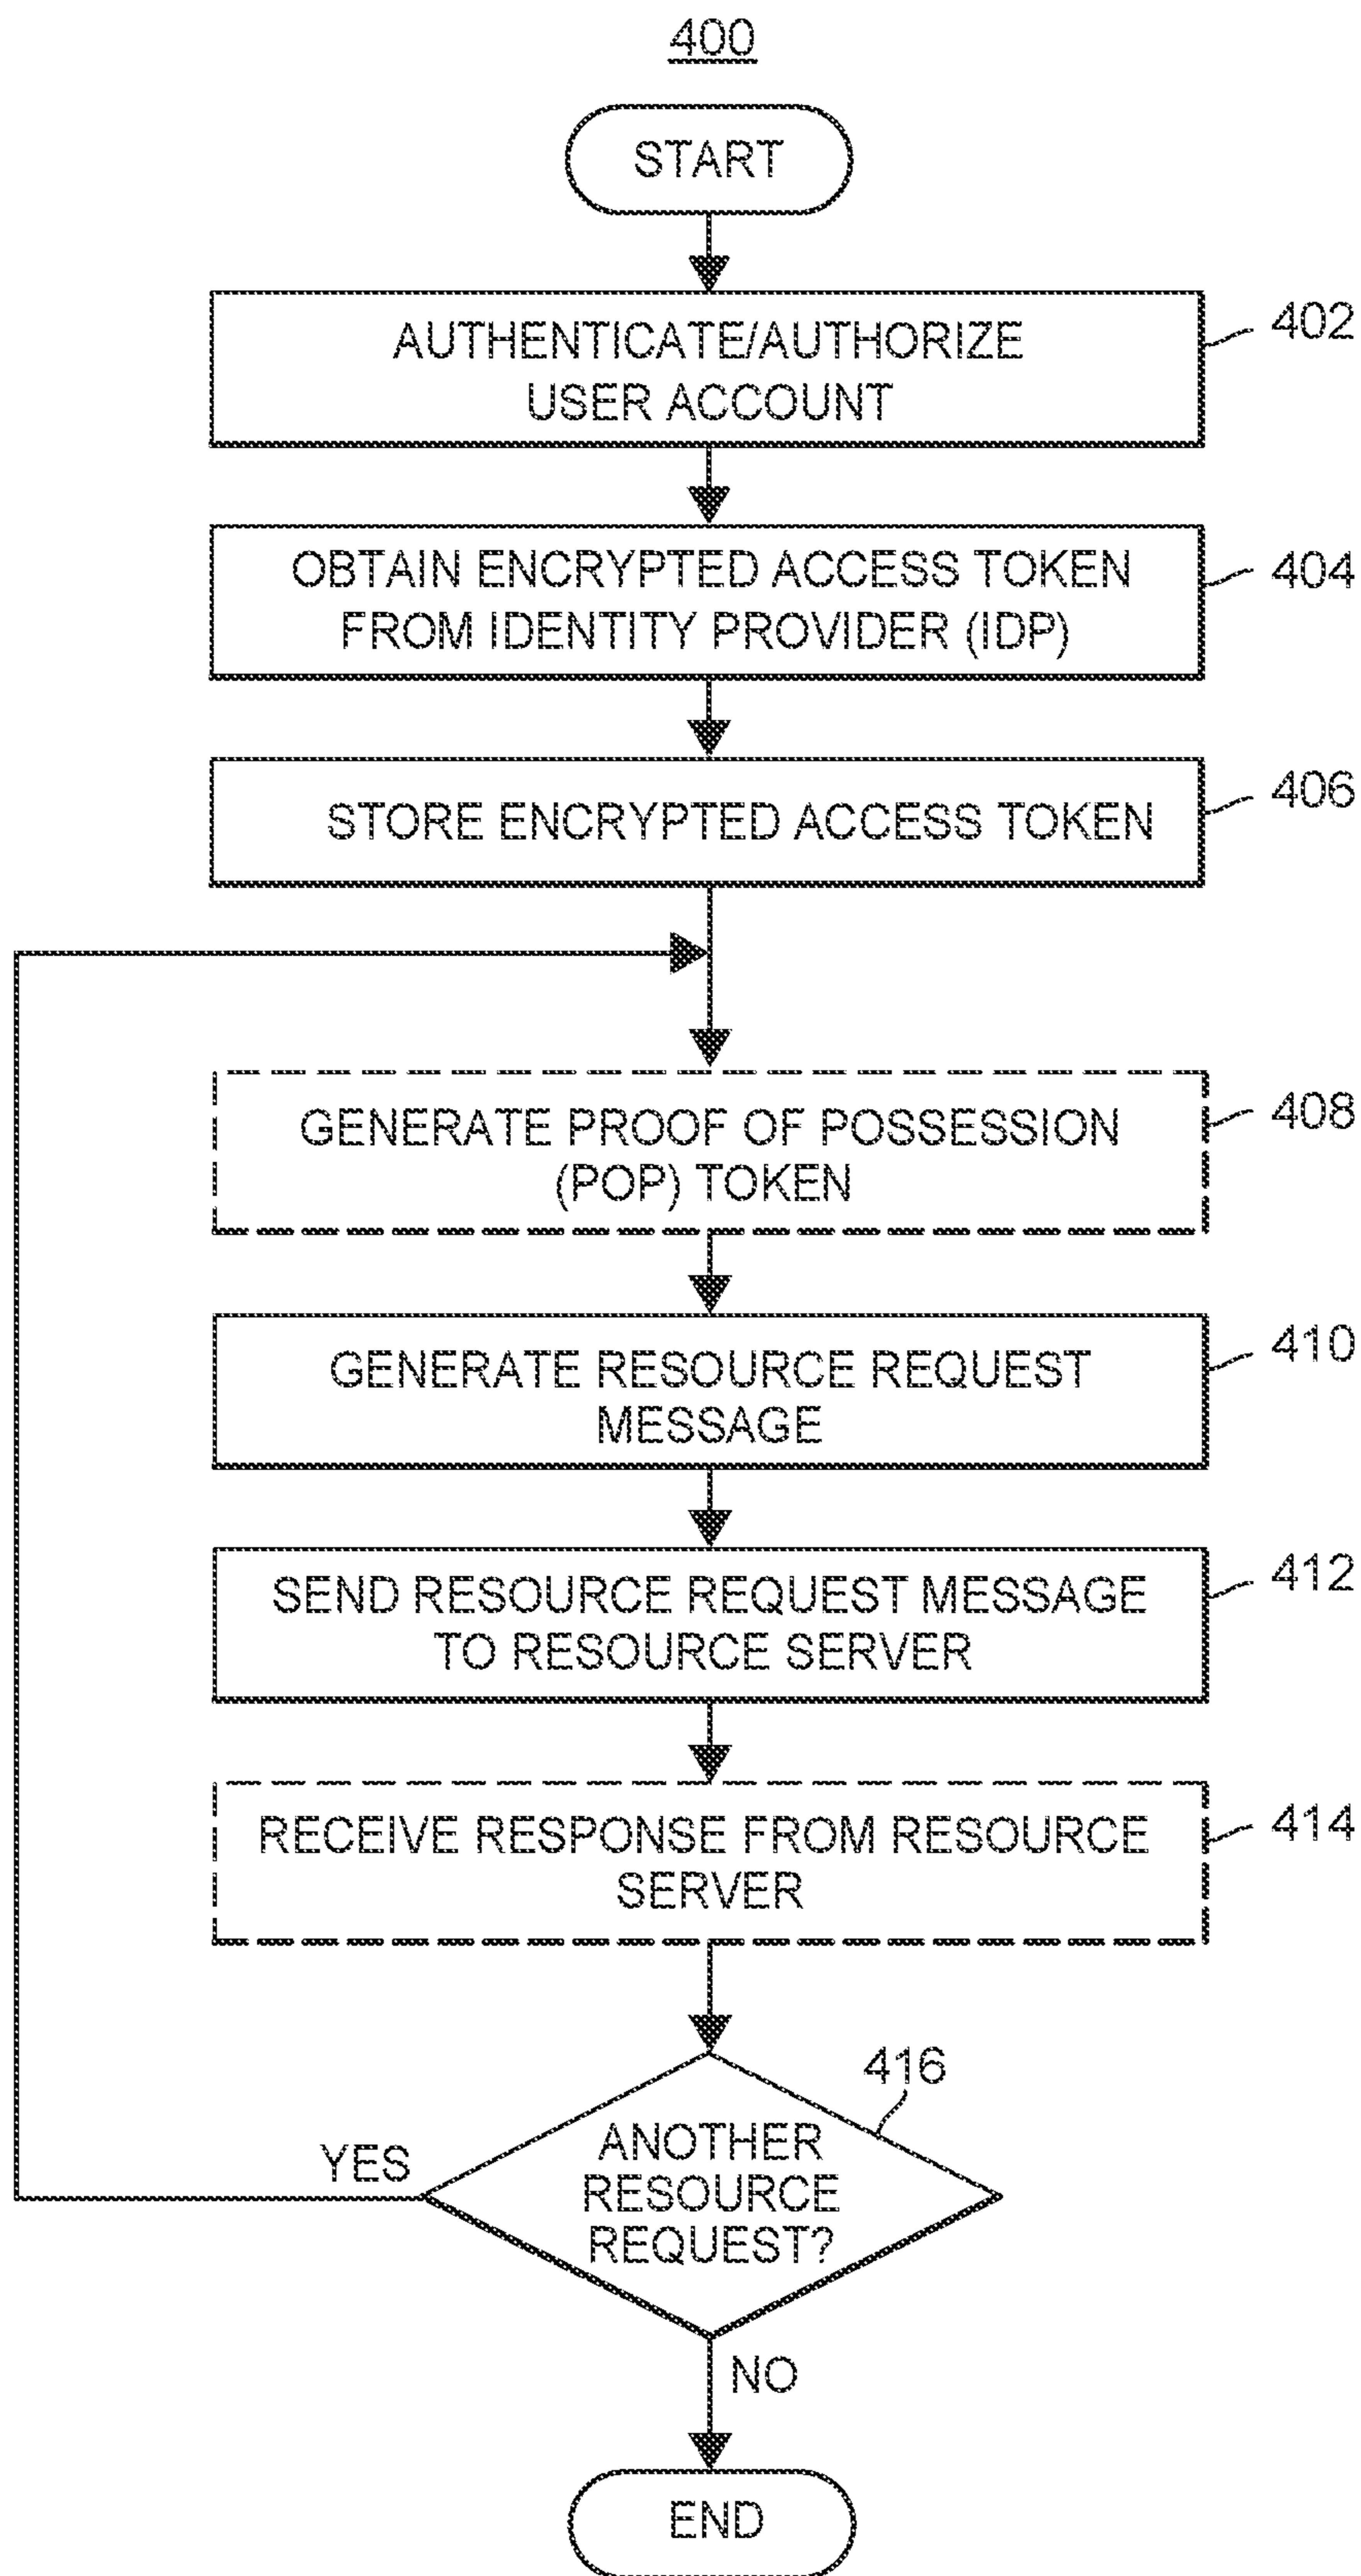 400
START
AUTHENTICATE/AUTHORIZE
USER ACCOUNT
402
OBTAIN ENCRYPTED ACCESS TOKEN
FROM IDENTITY PROVIDER (IDP)
404
STORE ENCRYPTED ACCESS TOKEN
406
GENERATE PROOF OF POSSESSION
(POP) TOKEN
408
GENERATE RESOURCE REQUEST
MESSAGE
410
SEND RESOURCE REQUEST MESSAGE
TO RESOURCE SERVER
412
RECEIVE RESPONSE FROM RESOURCE
SERVER
414
416
ANOTHER
RESOURCE
REQUEST?
YES
NO
END